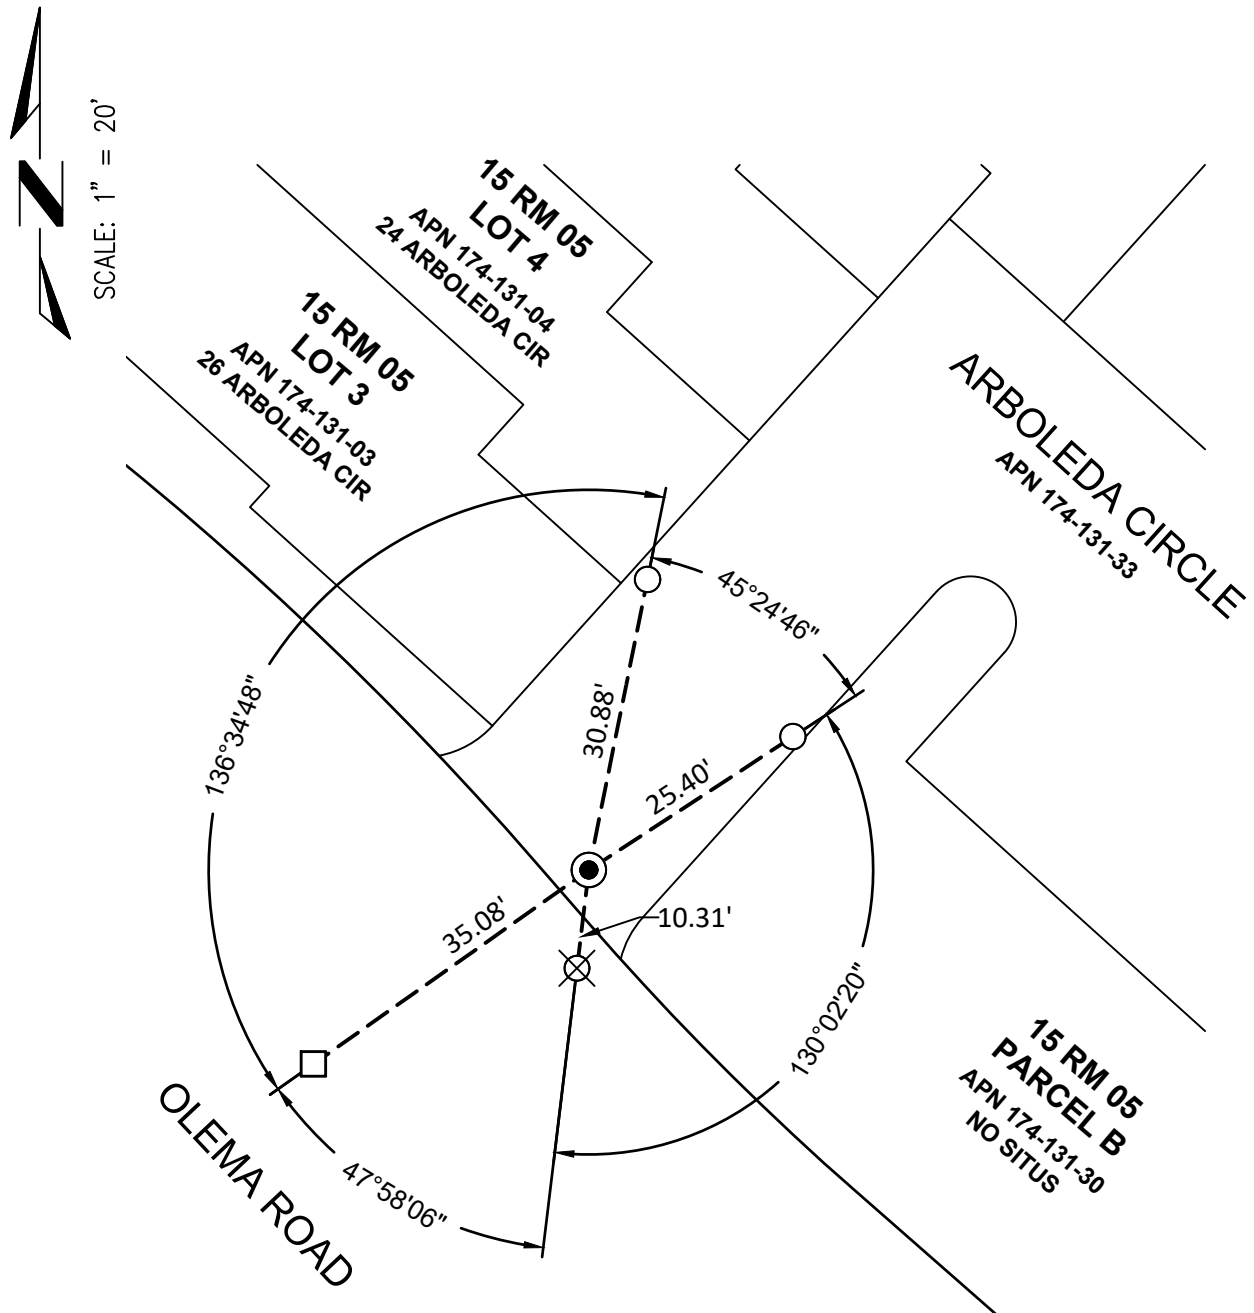 N
SCALE: 1" = 20'
15 RM 05
LOT 4
APN 174-131-04
24 ARBOLEDA CIR
15 RM 05
LOT 3
APN 174-131-03
26 ARBOLEDA CIR
ARBOLEDA CIRCLE
APN 174-131-33
45°24'46"
136°34'48"
30.88'
25.40'
35.08'
10.31'
130°02'20"
47°58'06"
OLEMA ROAD
15 RM 05
PARCEL B
APN 174-131-30
NO SITUS